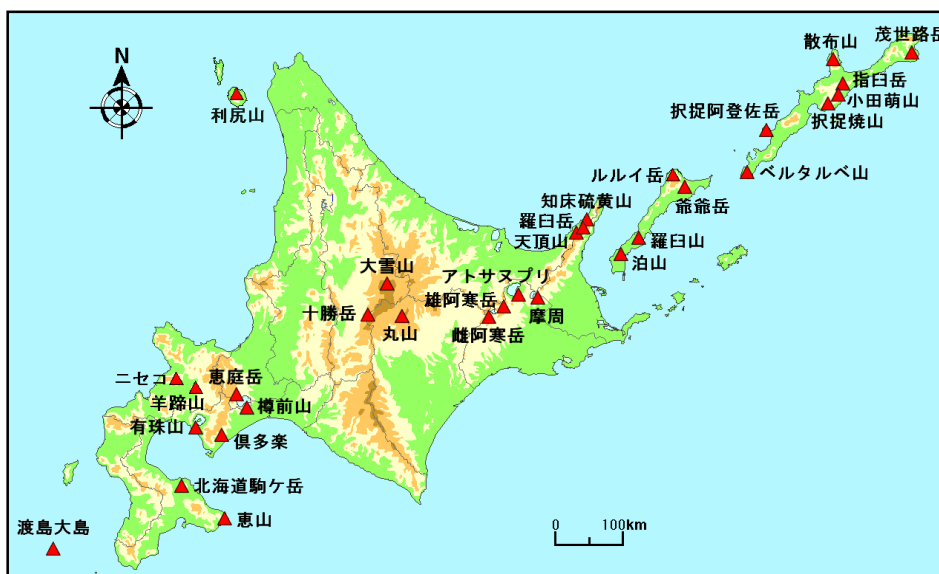 N
利尻山
散布山
茂世路岳
指臼岳
小田萌山
択捉焼山
択捉阿登佐岳
ベルタルベ山
ルルイ岳
爺爺岳
知床硫黄山
羅臼岳
天頂山
羅臼山
泊山
大雪山
アトサヌプリ
雄阿寒岳
摩周
十勝岳
丸山
雌阿寒岳
ニセコ
恵庭岳
羊蹄山
樽前山
有珠山
倶多楽
北海道駒ケ岳
恵山
渡島大島
0 100km